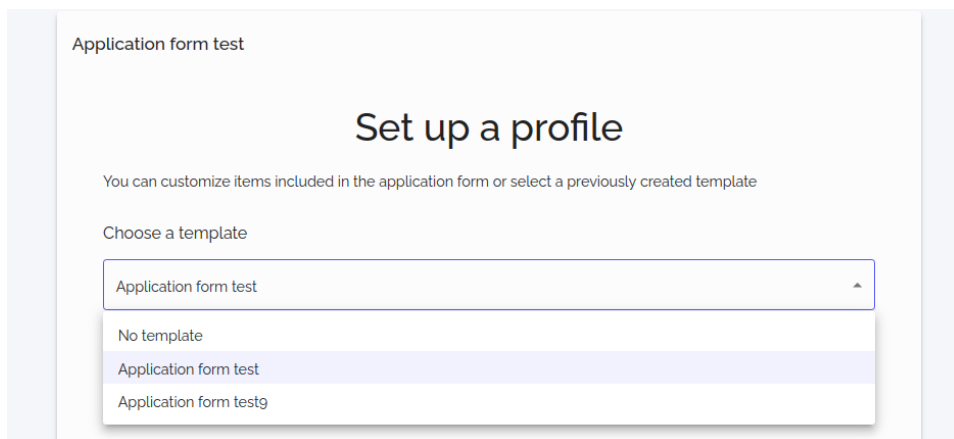 Application form test
Set up a profile
You can customize items included in the application form or select a previously created template
Choose a template
Application form test
No template
Application form test
Application form test9